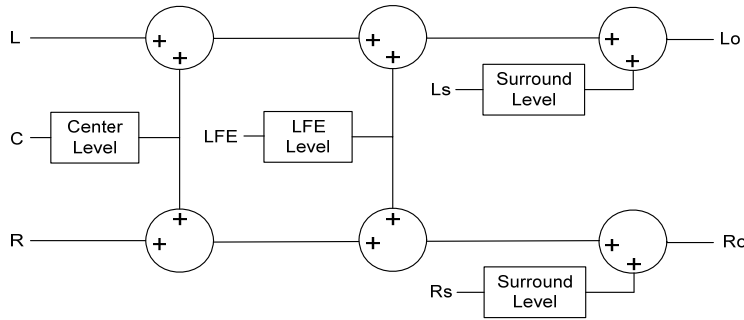 L
+
+
+
+
+
+
Lo
Ls
Surround
Level
C
Center
Level
LFE
LFE
Level
R
+
+
+
+
+
+
Ro
Rs
Surround
Level